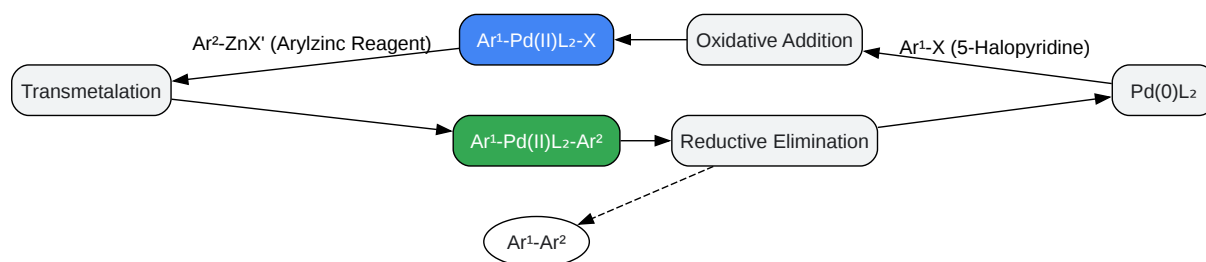 Ar¹-Pd(II)L₂-X
Oxidative Addition
Ar²-ZnX' (Arylzinc Reagent)
Ar¹-X (5-Halopyridine)
Transmetalation
Pd(0)L₂
Ar¹-Pd(II)L₂-Ar²
Reductive Elimination
Ar¹-Ar²